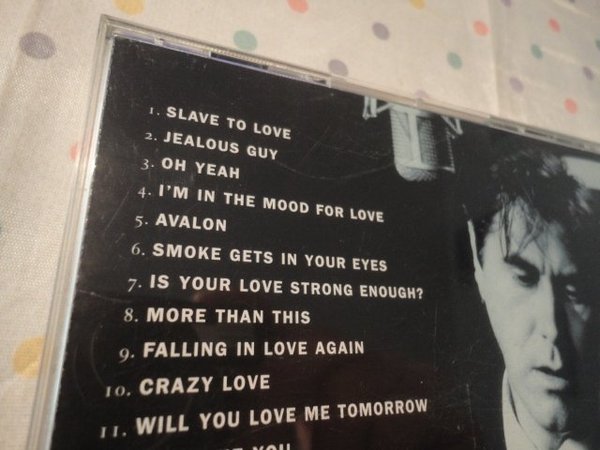 1. SLAVE TO LOVE
2. JEALOUS GUY
3. OH YEAH
4. I'M IN THE MOOD FOR LOVE
5. AVALON
6. SMOKE GETS IN YOUR EYES
7. IS YOUR LOVE STRONG ENOUGH?
8. MORE THAN THIS
9. FALLING IN LOVE AGAIN
10. CRAZY LOVE
11. WILL YOU LOVE ME TOMORROW
YOU